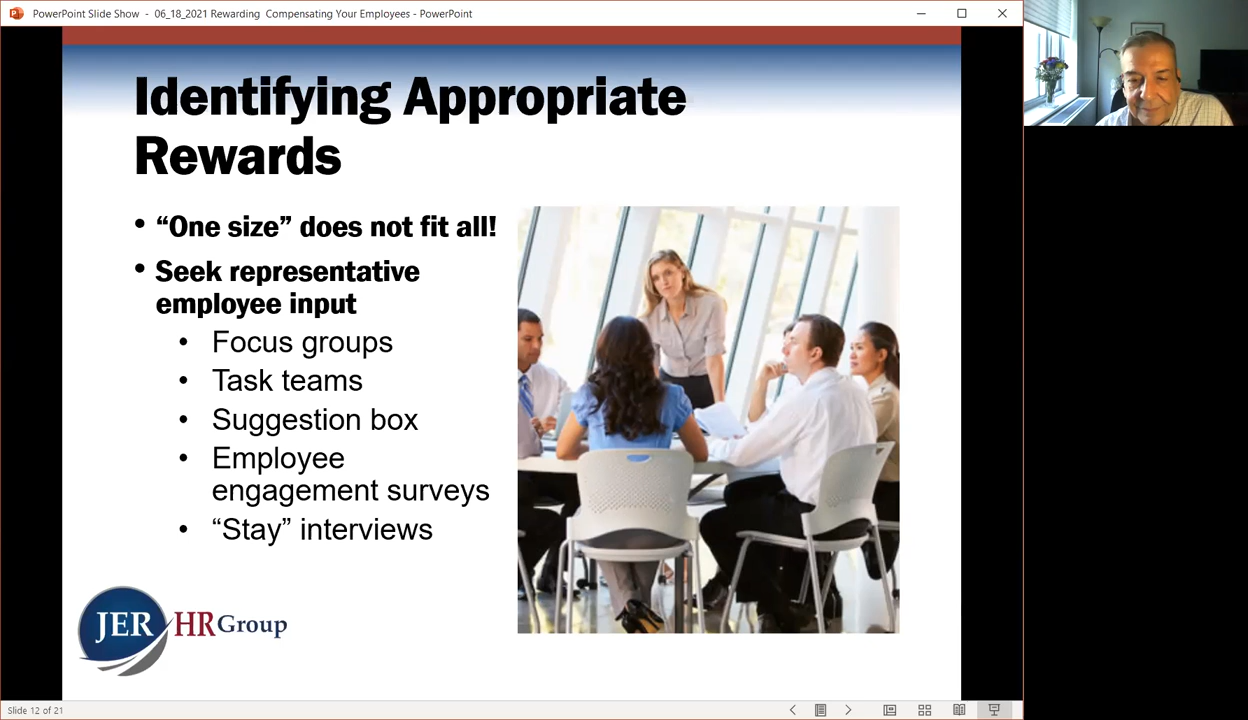 PowerPoint Slide Show - 06_18_2021 Rewarding Compensating Your Employees - PowerPoint
Identifying Appropriate
Rewards
• “One size” does not fit all!
• Seek representative
employee input
• Focus groups
• Task teams
• Suggestion box
• Employee
engagement surveys
• “Stay” interviews
JER HR Group
Slide 12 of 21